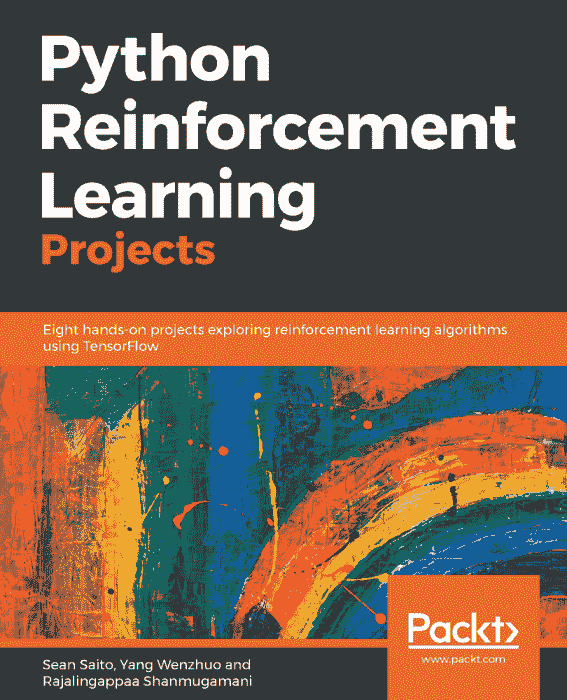 Python
Reinforcement
Learning
Projects
Eight hands-on projects exploring reinforcement learning algorithms
using TensorFlow
Packt>
www.packt.com
Sean Saito, Yang Wenzhuo and
Rajalingappaa Shanmugamani